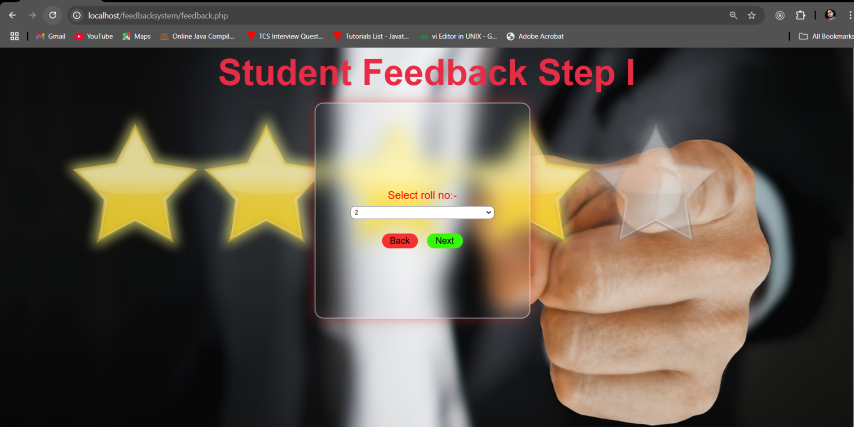 localhost/feedbacksystem/feedback.php
Gmail YouTube Maps Online Java Compil... TCS Interview Quest... Tutorials List - Javat... vi Editor in UNIX - G... Adobe Acrobat All Bookmarks
Student Feedback Step I
Select roll no:-
2
Back Next